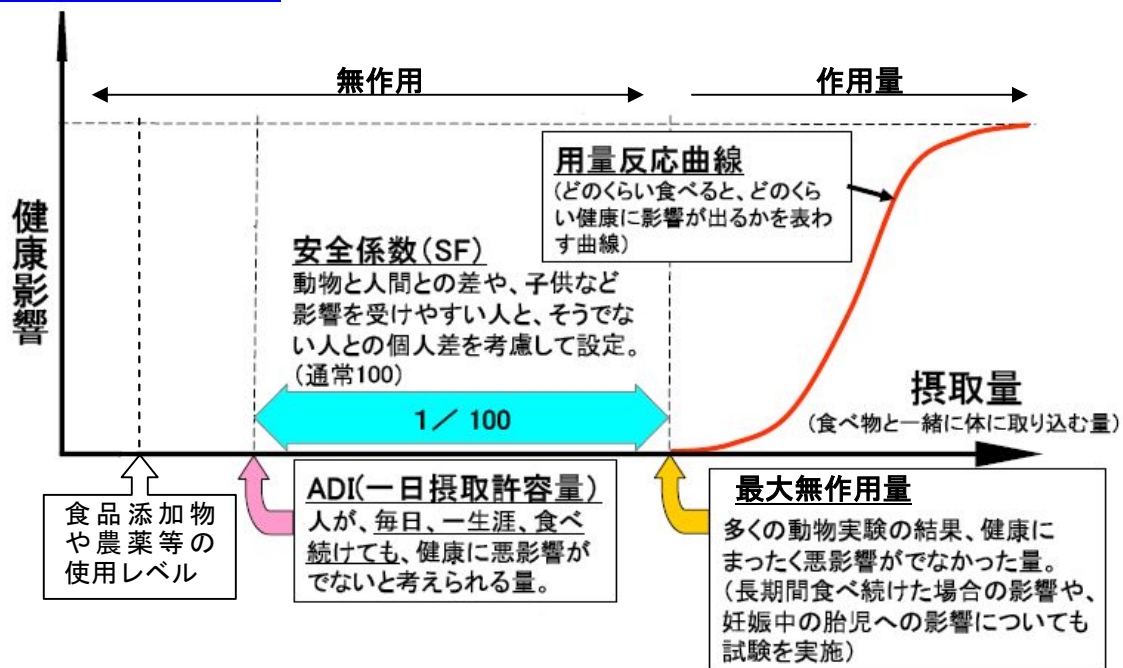 無作用
作用量
健康影響
用量反応曲線
(どのくらい食べると、どのくら
い健康に影響が出るかを表わ
す曲線)
安全係数(SF)
動物と人間との差や、子供など
影響を受けやすい人と、そうでな
い人との個人差を考慮して設定。
(通常100)
1/100
摂取量
(食べ物と一緒に体に取り込む量)
食品添加物
や農薬等の
使用レベル
ADI(一日摂取許容量)
人が、毎日、一生涯、食べ
続けても、健康に悪影響が
でないと考えられる量。
最大無作用量
多くの動物実験の結果、健康に
まったく悪影響がでなかった量。
(長期間食べ続けた場合の影響や、
妊娠中の胎児への影響についても
試験を実施)